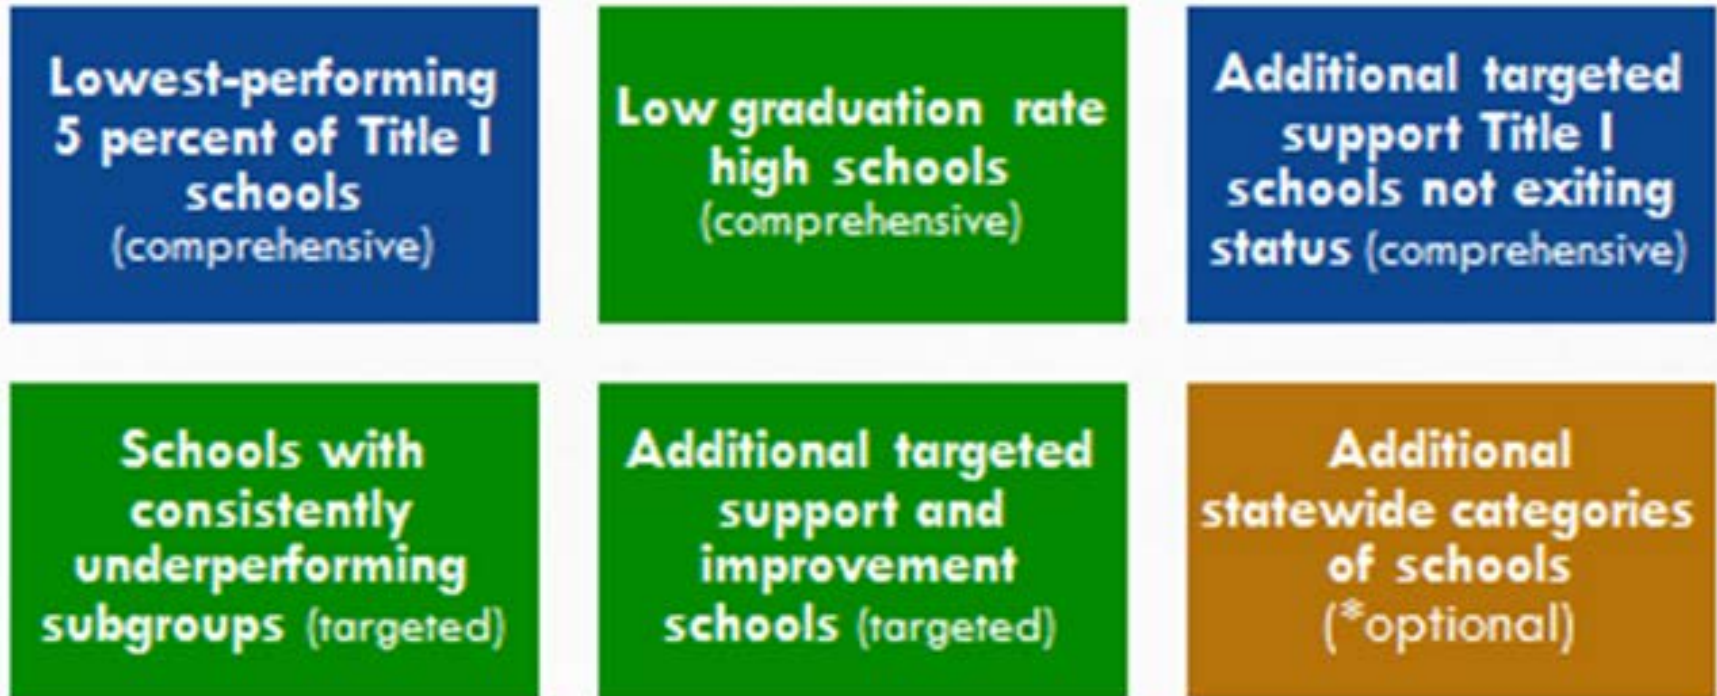 Lowest-performing
5 percent of Title I
schools
(comprehensive)
Low graduation rate
high schools
(comprehensive)
Additional targeted
support Title I
schools not exiting
status (comprehensive)
Schools with
consistently
underperforming
subgroups (targeted)
Additional targeted
support and
improvement
schools (targeted)
Additional
statewide categories
of schools
(*optional)